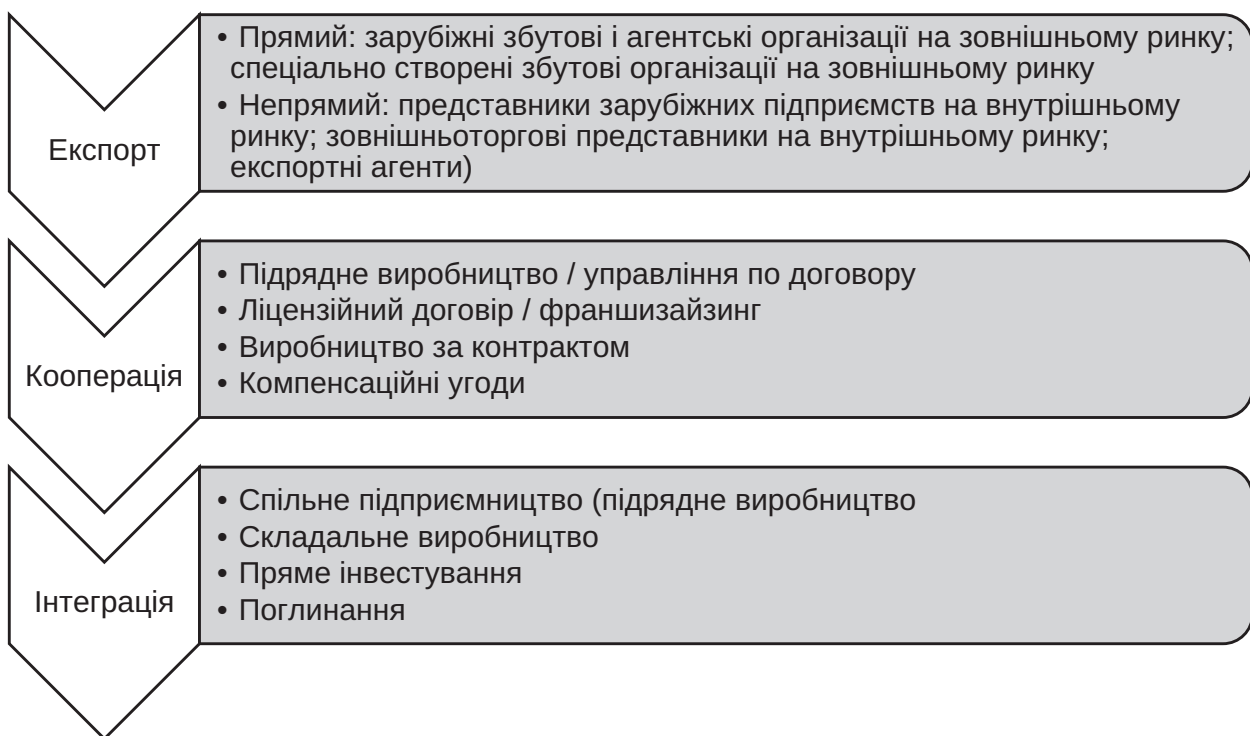 Експорт
• Прямий: зарубіжні збутові і агентські організації на зовнішньому ринку;
спеціально створені збутові організації на зовнішньому ринку
• Непрямий: представники зарубіжних підприємств на внутрішньому
ринку; зовнішньоторгові представники на внутрішньому ринку;
експортні агенти)
Кооперація
• Підрядне виробництво / управління по договору
• Ліцензійний договір / франшизайзинг
• Виробництво за контрактом
• Компенсаційні угоди
Інтеграція
• Спільне підприємництво (підрядне виробництво
• Складальне виробництво
• Пряме інвестування
• Поглинання